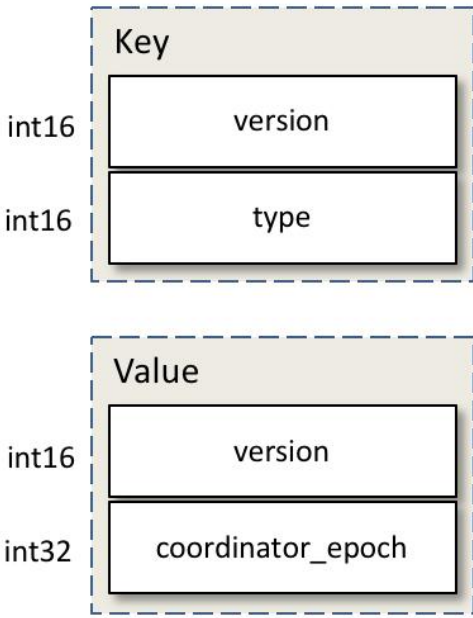 Key
int16 version
int16 type
Value
int16 version
int32 coordinator_epoch